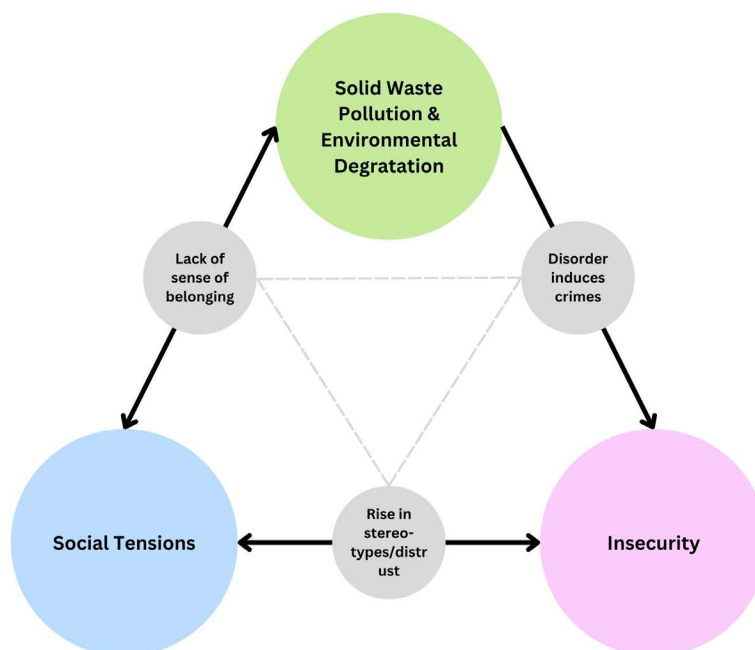 Solid Waste
Pollution &
Environmental
Degratation
Lack of
sense of
belonging
Disorder
induces
crimes
Social Tensions
Rise in
stereo-
types/distr
ust
Insecurity